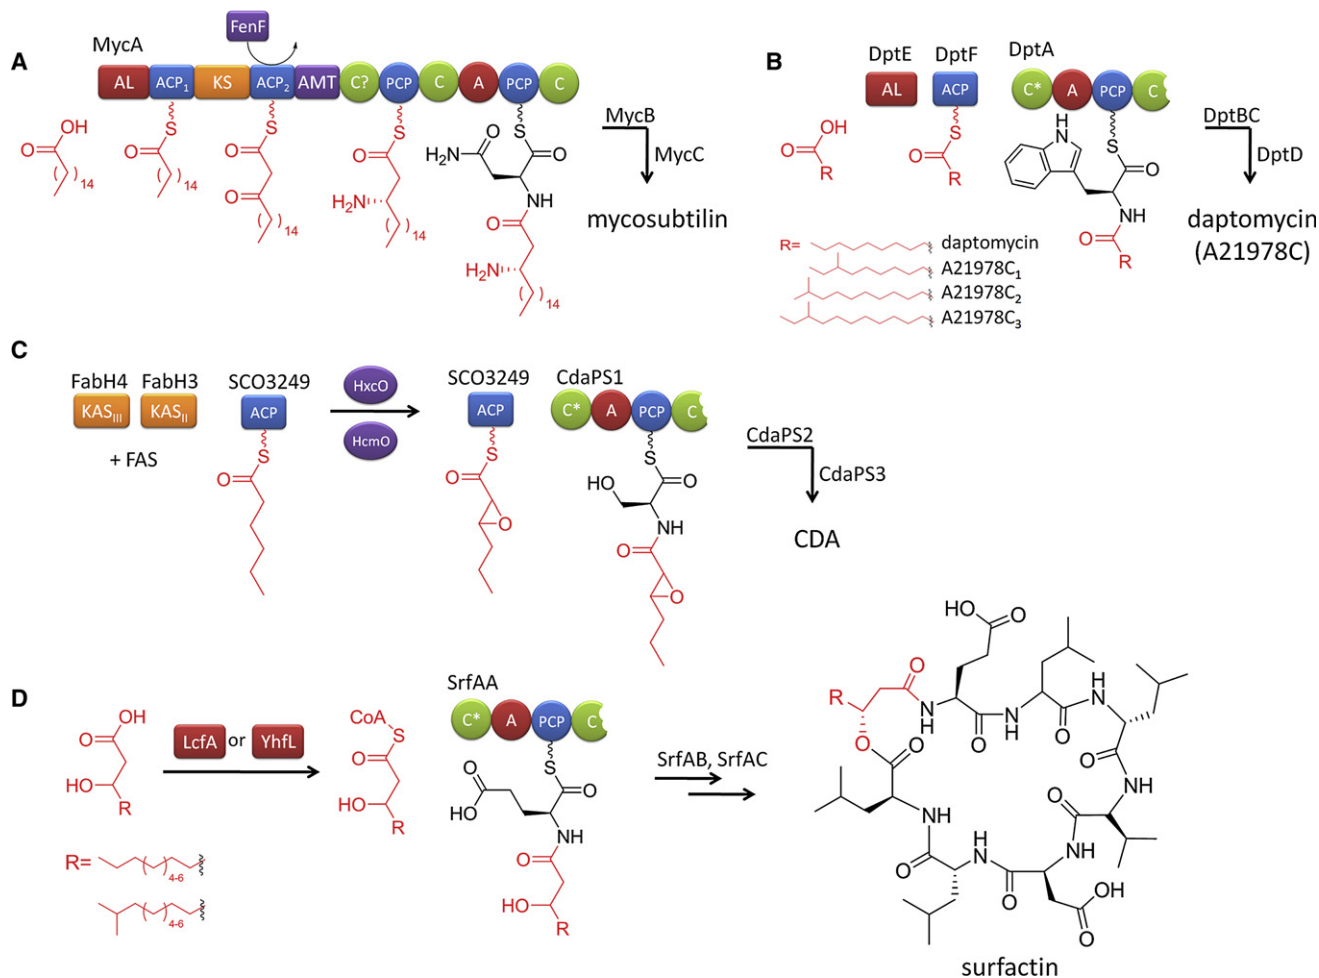 A
MycA
FenF
AL
ACP1
KS
ACP2
AMT
C?
PCP
C
A
PCP
C
OH
O
14
S
O
14
S
O
O
14
S
O
H2N
14
H2N
O
S
O
NH
O
H2N
14
MycB
MycC
mycosubtilin
B
DptE
DptF
DptA
AL
ACP
C*
A
PCP
C
OH
O
R
S
O
R
H
N
S
O
NH
O
R
DptBC
DptD
daptomycin
(A21978C)
R=
daptomycin
A21978C1
A21978C2
A21978C3
C
FabH4
FabH3
KASIII
KASII
+ FAS
SCO3249
ACP
S
O
HxcO
HcmO
SCO3249
ACP
S
O
O
CdaPS1
C*
A
PCP
C
S
HO
O
NH
O
O
CdaPS2
CdaPS3
CDA
D
OH
O
HO
R
LcfA
or
YhfL
CoA
S
O
HO
R
R=
4-6
4-6
SrfAA
C*
A
PCP
C
S
O
O
HO
NH
O
HO
R
SrfAB, SrfAC
HO
O
O
R
N
H
O
N
H
O
H
N
O
O
O
NH
O
NH
O
NH
O
H
N
O
NH
O
OH
O
surfactin